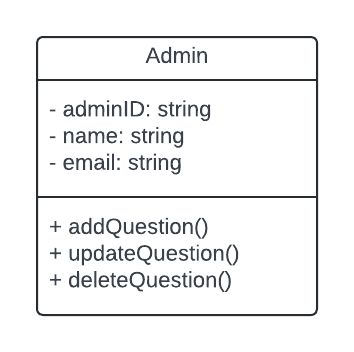 Admin
- adminID: string
- name: string
- email: string
+ addQuestion()
+ updateQuestion()
+ deleteQuestion()